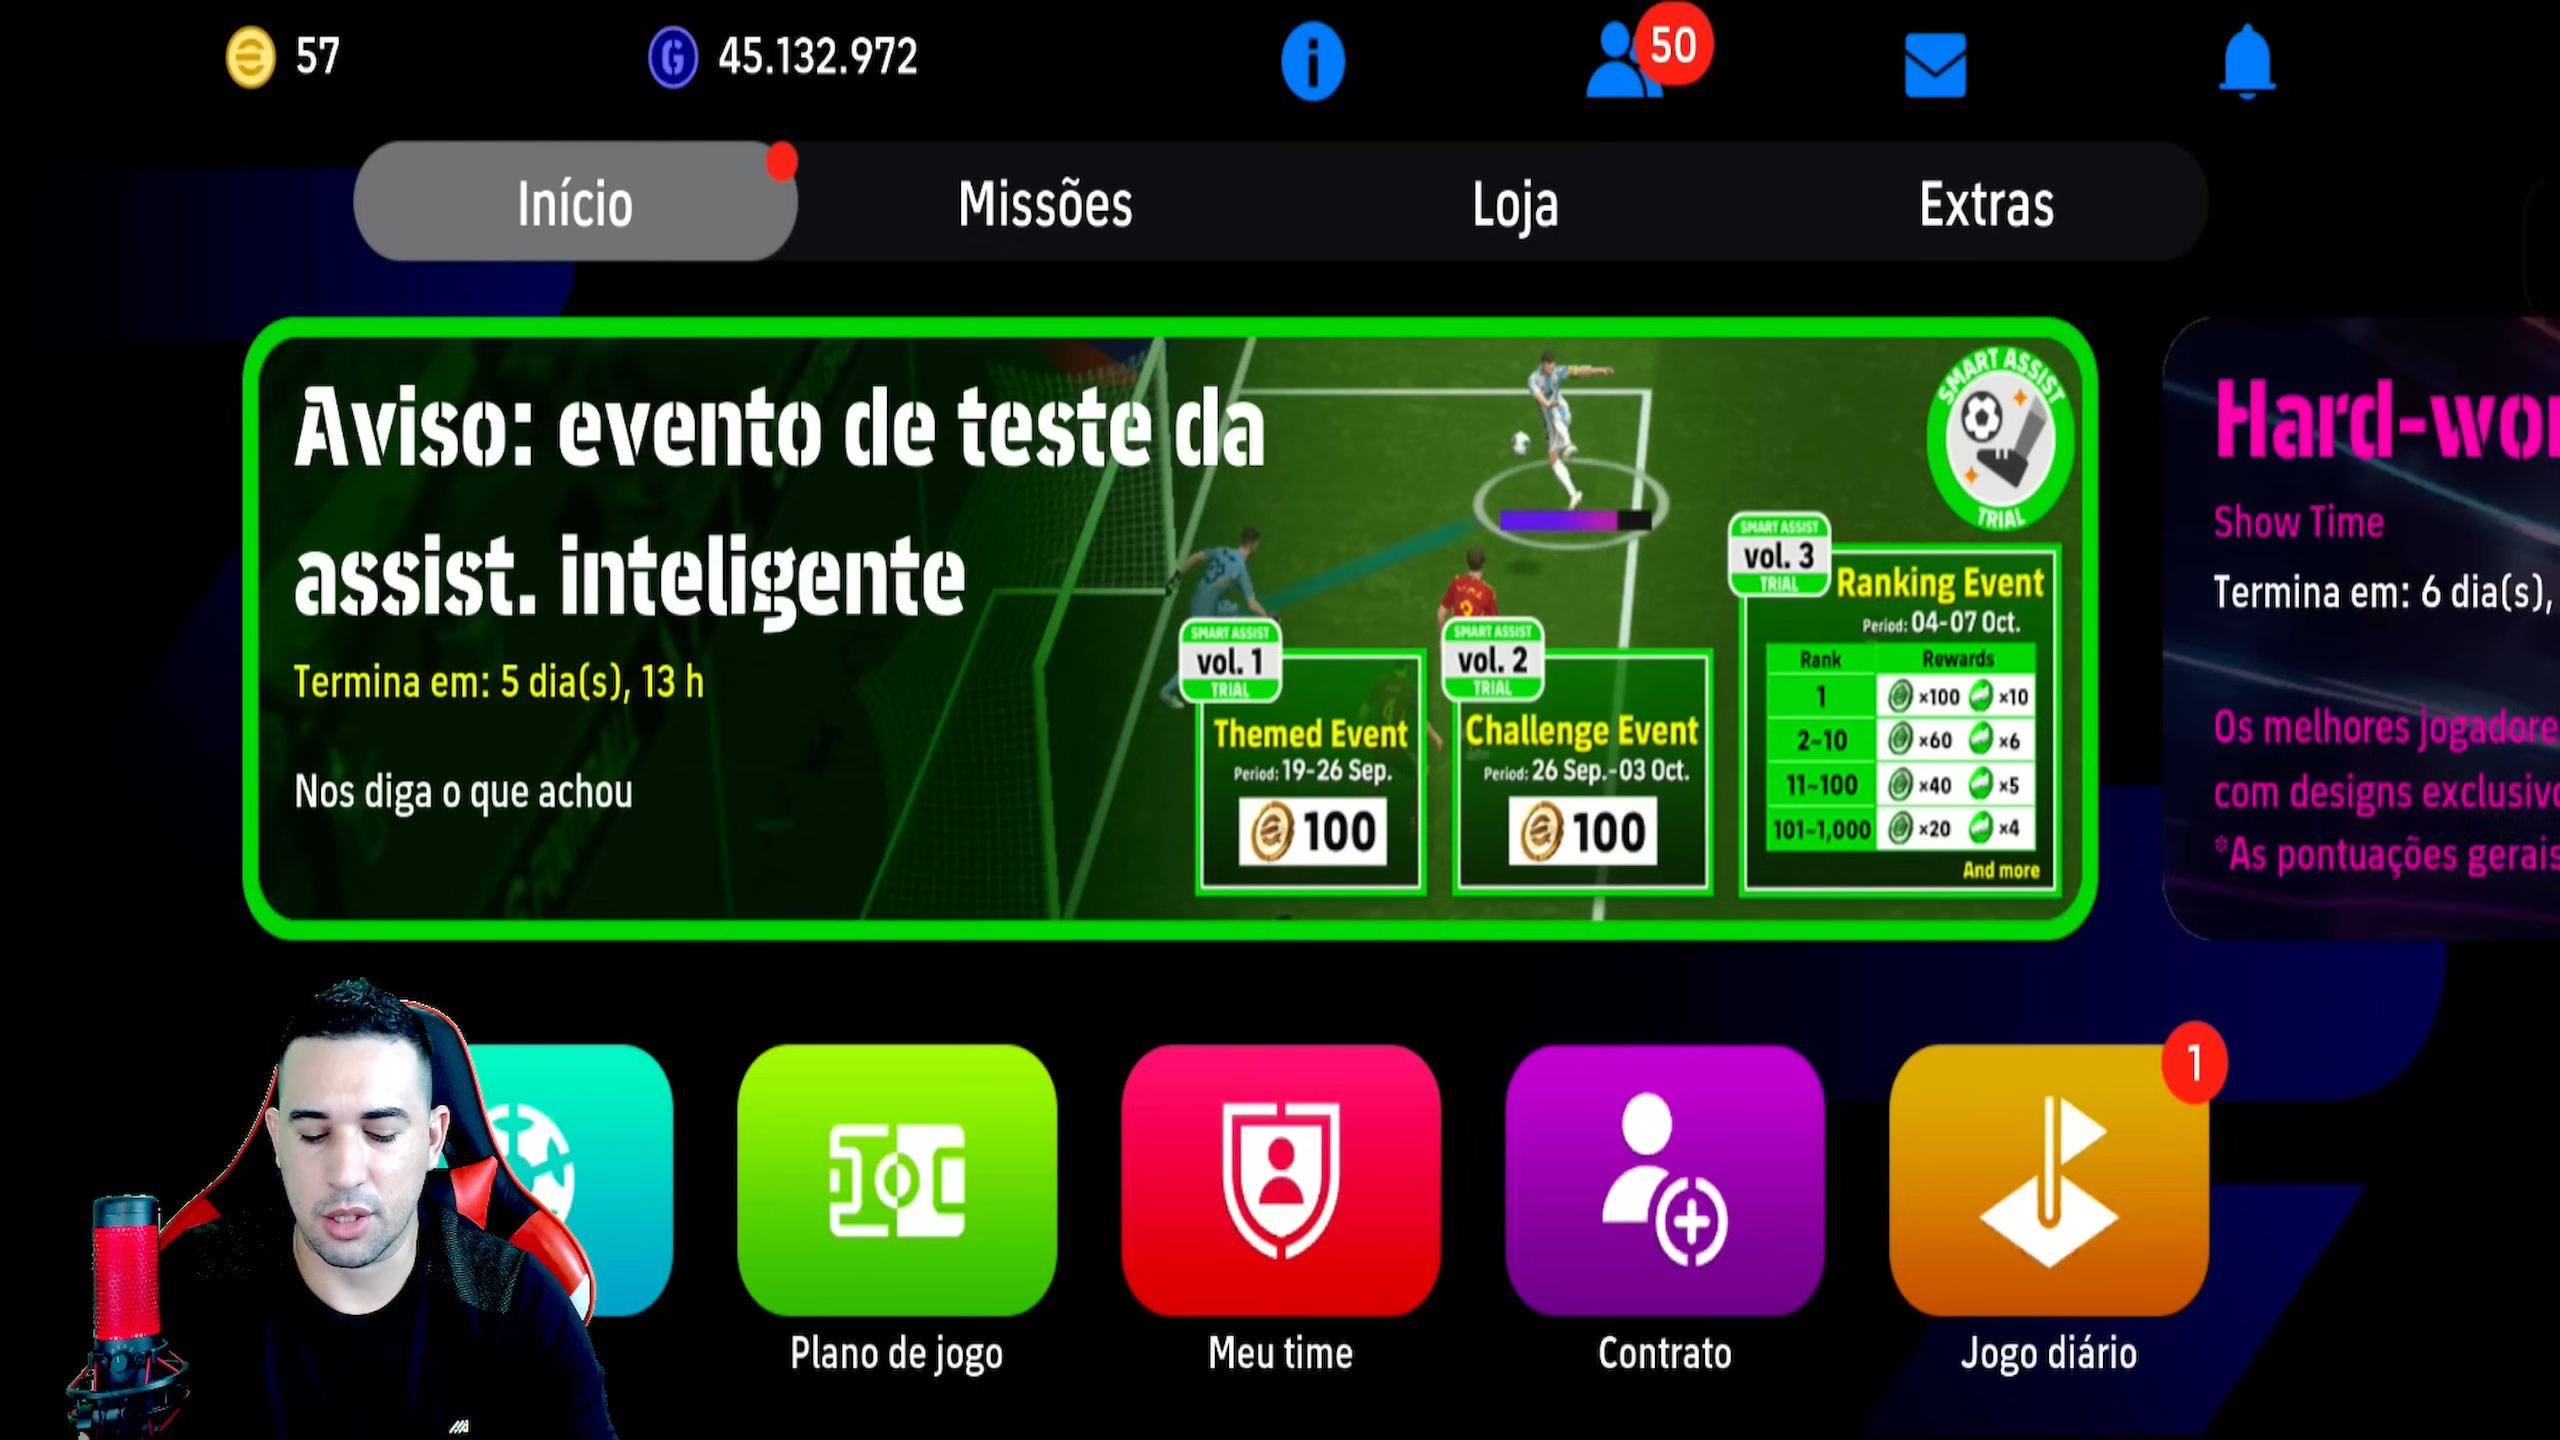 57
45.132.972
50
Início
Missões
Loja
Extras
Aviso: evento de teste da
assist. inteligente
Termina em: 5 dia(s), 13 h
Nos diga o que achou
SMART ASSIST
TRIAL
SMART ASSIST
vol. 1
TRIAL
Themed Event
Period: 19-26 Sep.
100
SMART ASSIST
vol. 2
TRIAL
Challenge Event
Period: 26 Sep.-03 Oct.
100
SMART ASSIST
vol. 3
TRIAL
Ranking Event
Period: 04-07 Oct.
Rank Rewards
1 ×100 ×10
2~10 ×60 ×6
11~100 ×40 ×5
101~1,000 ×20 ×4
And more
Show Time
Termina em: 6 dia(s),
Os melhores
com designs
*As pontuações gerais
1
Plano de jogo
Meu time
Contrato
Jogo diário